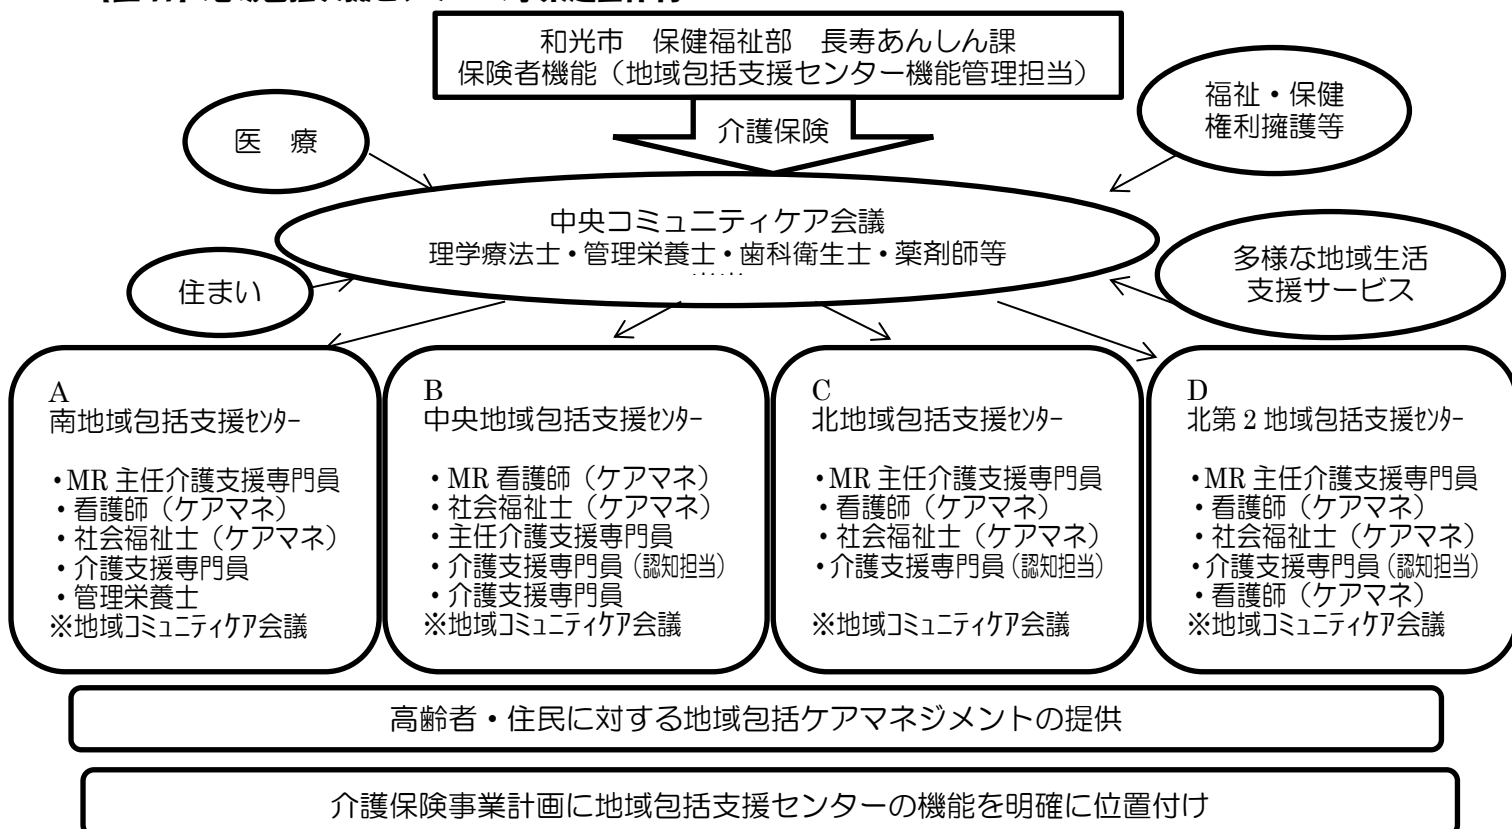 和光市　保健福祉部　長寿あんしん課
保険者機能（地域包括支援センター機能管理担当）
介護保険
医　療
福祉・保健
権利擁護等
中央コミュニティケア会議
理学療法士・管理栄養士・歯科衛生士・薬剤師等
住まい
多様な地域生活
支援サービス
A
南地域包括支援ｾﾝﾀｰ
・MR 主任介護支援専門員
・看護師（ケアマネ）
・社会福祉士（ケアマネ）
・介護支援専門員
・管理栄養士
※地域ｺﾐｭﾆﾃｨｹｱ会議
B
中央地域包括支援ｾﾝﾀｰ
・MR 看護師（ケアマネ）
・社会福祉士（ケアマネ）
・主任介護支援専門員
・介護支援専門員（認知担当）
・介護支援専門員
※地域ｺﾐｭﾆﾃｨｹｱ会議
C
北地域包括支援ｾﾝﾀｰ
・MR 主任介護支援専門員
・看護師（ケアマネ）
・社会福祉士（ケアマネ）
・介護支援専門員（認知担当）
※地域ｺﾐｭﾆﾃｨｹｱ会議
D
北第 2 地域包括支援ｾﾝﾀｰ
・MR 主任介護支援専門員
・看護師（ケアマネ）
・社会福祉士（ケアマネ）
・介護支援専門員（認知担当）
・看護師（ケアマネ）
※地域ｺﾐｭﾆﾃｨｹｱ会議
高齢者・住民に対する地域包括ケアマネジメントの提供
介護保険事業計画に地域包括支援センターの機能を明確に位置付け